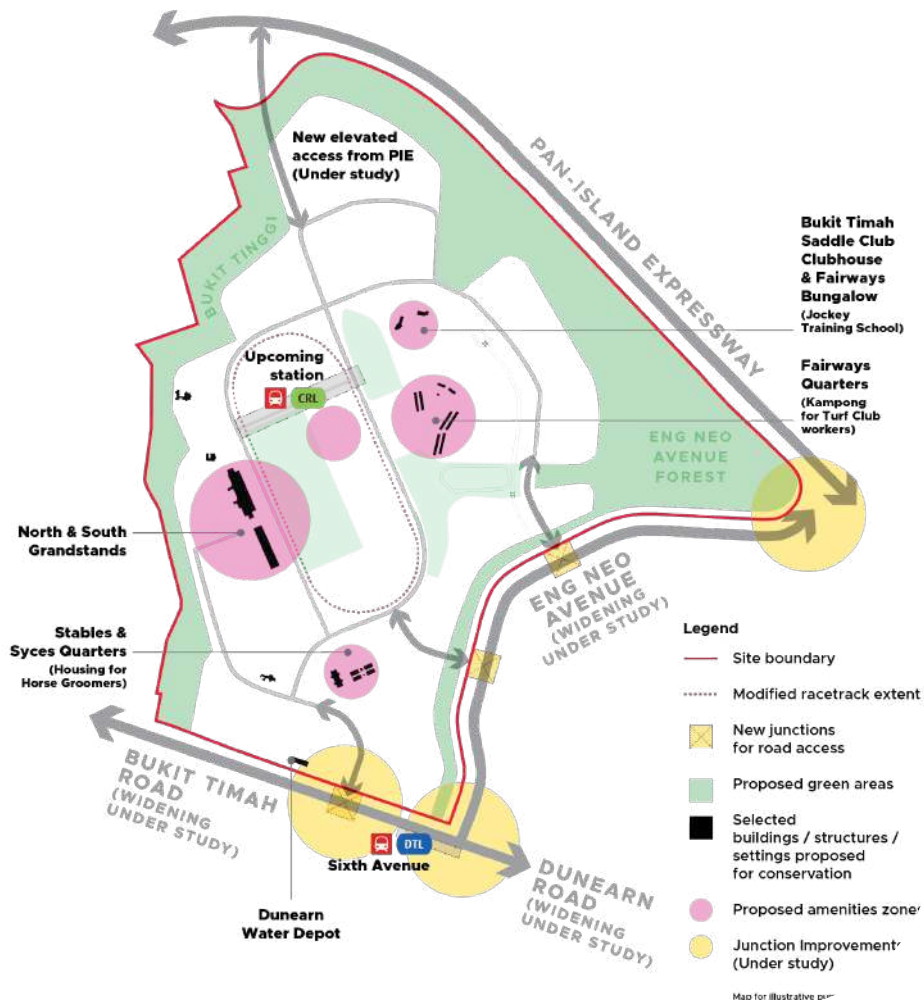 New elevated
access from PIE
(Under study)
PAN-ISLAND EXPRESSWAY
BUKIT TINGGI
Bukit Timah
Saddle Club
Clubhouse
& Fairways
Bungalow
(Jockey
Training School)
Upcoming
station
CRL
Fairways
Quarters
(Kampong
for Turf Club
workers)
ENG NEO
AVENUE
FOREST
North & South
Grandstands
ENG NEO
AVENUE
(WIDENING
UNDER STUDY)
Stables &
Syces Quarters
(Housing for
Horse Groomers)
BUKIT TIMAH
ROAD
(WIDENING
UNDER STUDY)
DTL
Sixth Avenue
Dunearn
Water Depot
DUNEARN
ROAD
(WIDENING
UNDER STUDY)
Legend
Site boundary
Modified racetrack extent
New junctions
for road access
Proposed green areas
Selected
buildings / structures /
settings proposed
for conservation
Proposed amenities zone
Junction Improvement
(Under study)
Map for illustrative